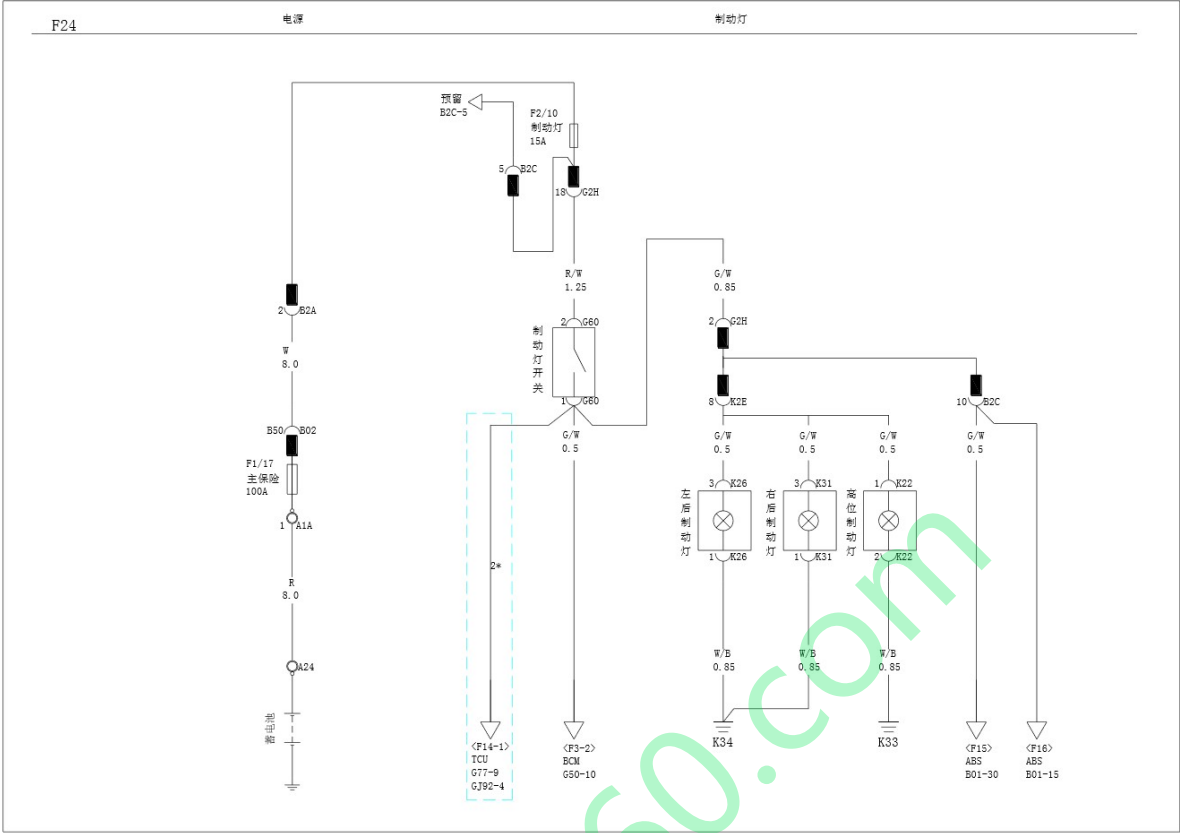 F24
电源
制动灯
预留
B2C-5
F2/10
制动灯
15A
5
B2C
18
G2H
R/W
1.25
G/W
0.85
2
B2A
2
G60
2
G2H
制动灯开关
W
8.0
1
G60
8
K2E
10
B2C
B50
B02
G/W
0.5
G/W
0.5
G/W
0.5
G/W
0.5
G/W
0.5
F1/17
主保险
100A
3
K26
3
K31
1
K22
左后制动灯
右后制动灯
高位制动灯
1
A1A
1
K26
1
K31
2
K22
2*
R
8.0
W/B
0.85
W/B
0.85
W/B
0.85
A24
蓄电池
K34
K33
<F14-1>
TCU
G77-9
GJ92-4
<F3-2>
BCM
G50-10
<F15>
ABS
B01-30
<F16>
ABS
B01-15
60.com